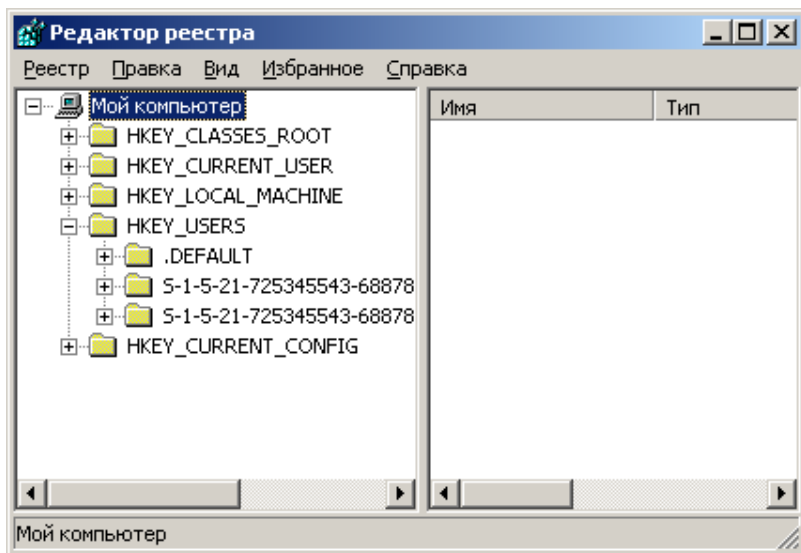 Редактор реестра
Реестр Правка Вид Избранное Справка
Мой компьютер
HKEY_CLASSES_ROOT
HKEY_CURRENT_USER
HKEY_LOCAL_MACHINE
HKEY_USERS
.DEFAULT
S-1-5-21-725345543-68878
S-1-5-21-725345543-68878
HKEY_CURRENT_CONFIG
Имя Тип
Мой компьютер